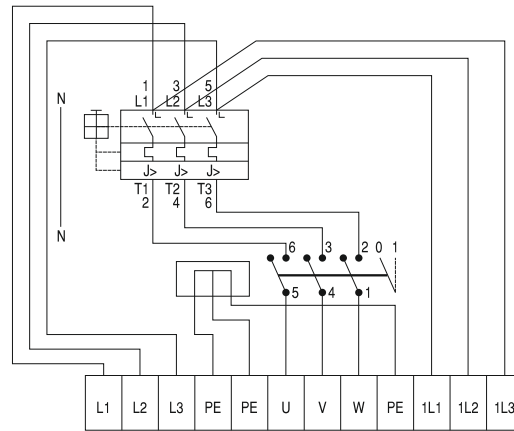 1 3 5
L1 L2 L3
N
J> J> J>
T1 T2 T3
2 4 6
N
6 3 2 0 1
5 4 1
L1 L2 L3 PE PE U V W PE 1L1 1L2 1L3